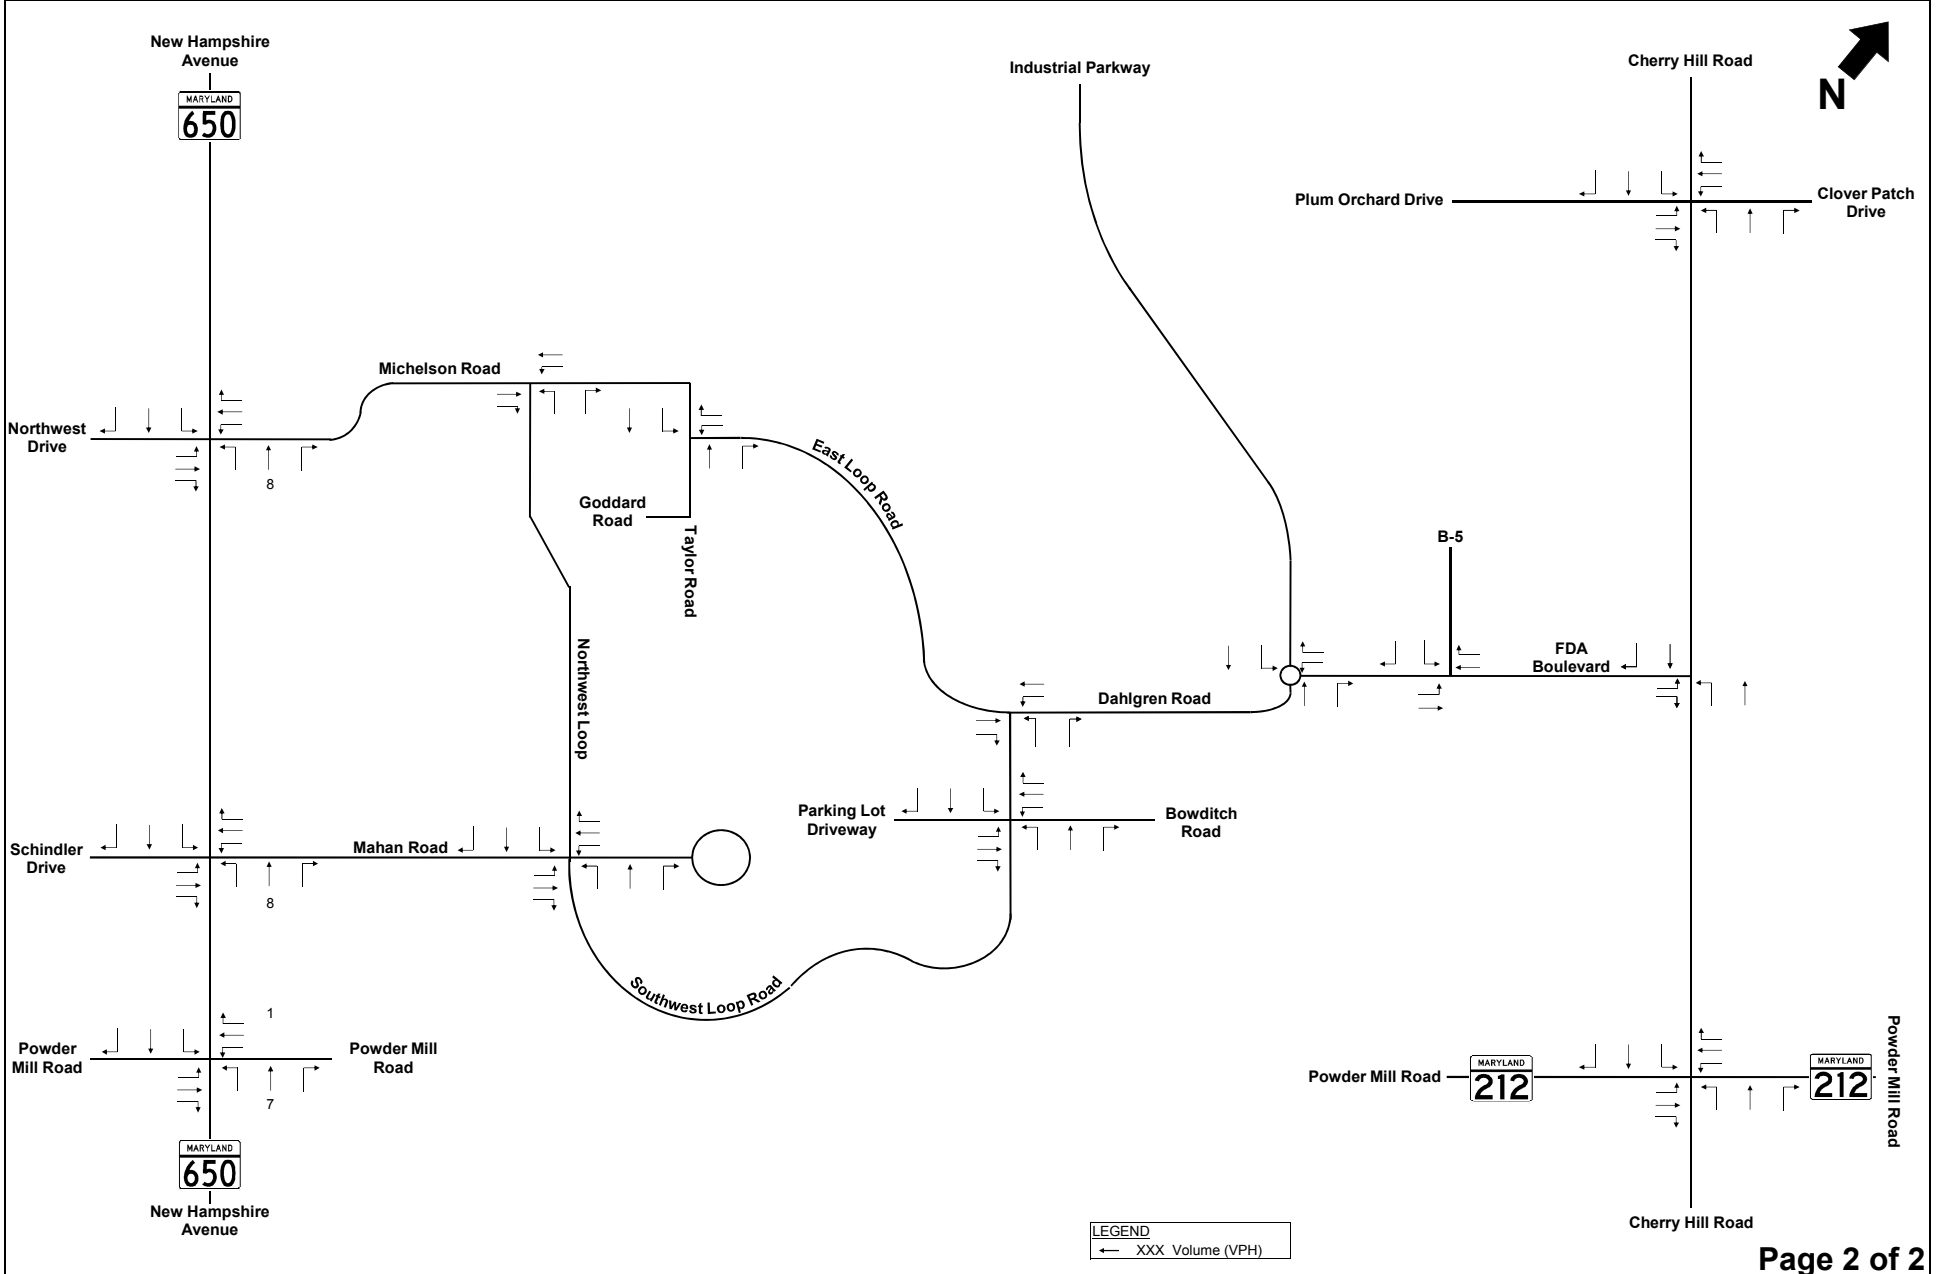 New Hampshire
Avenue
MARYLAND
650
Industrial Parkway
Cherry Hill Road
N
Plum Orchard Drive
Clover Patch
Drive
Michelson Road
Northwest
Drive
8
East Loop Road
Goddard
Road
Taylor Road
B-5
Northwest Loop
FDA
Boulevard
Dahlgren Road
Parking Lot
Driveway
Bowditch
Road
Schindler
Drive
Mahan Road
8
Southwest Loop Road
1
Powder
Mill Road
Powder Mill
Road
7
Powder Mill Road
MARYLAND
212
MARYLAND
212
Powder Mill Road
MARYLAND
650
New Hampshire
Avenue
Cherry Hill Road
LEGEND
XXX Volume (VPH)
Page 2 of 2